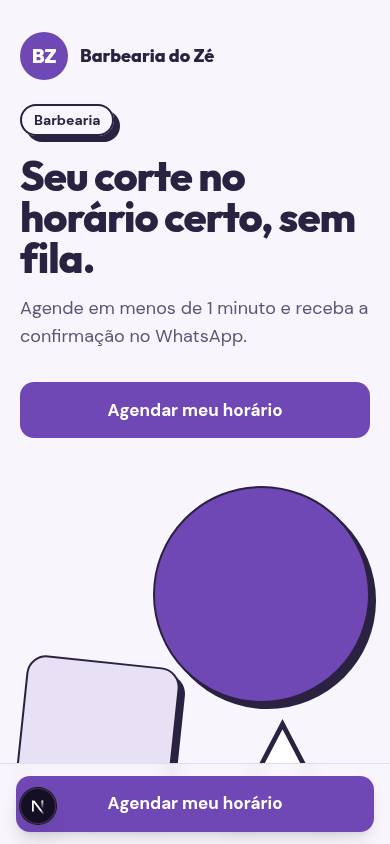 BZ
Barbearia do Zé
Barbearia
Seu corte no
horário certo, sem
fila.
Agende em menos de 1 minuto e receba a
confirmação no WhatsApp.
Agendar meu horário
N
Agendar meu horário